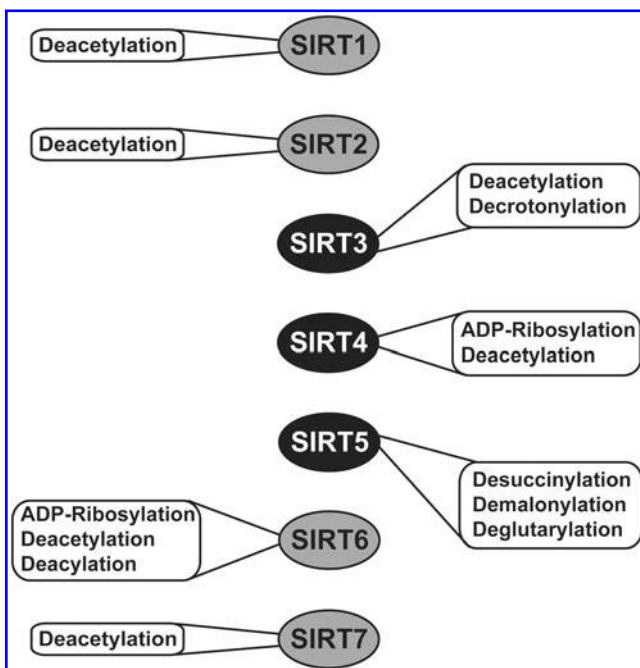 Deacetylation
SIRT1
Deacetylation
SIRT2
SIRT3
Deacetylation
Decrotonylation
SIRT4
ADP-Ribosylation
Deacetylation
SIRT5
Desuccinylation
Demalonylation
Deglutarylation
ADP-Ribosylation
Deacetylation
Deacylation
SIRT6
Deacetylation
SIRT7